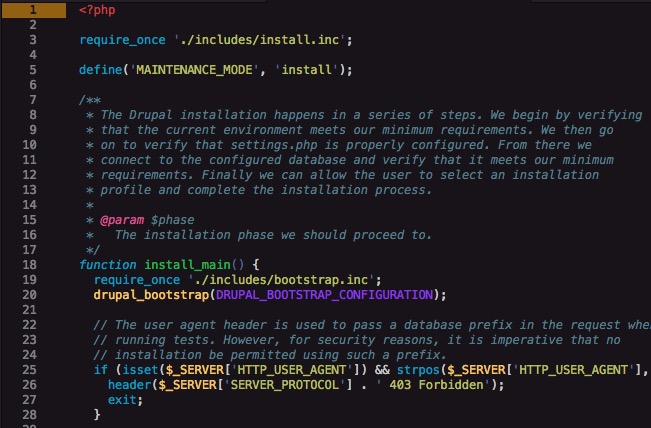 1 <?php
2
3 require_once './includes/install.inc';
4
5 define('MAINTENANCE_MODE', 'install');
6
7 /**
8 * The Drupal installation happens in a series of steps. We begin by verifying
9 * that the current environment meets our minimum requirements. We then go
10 * on to verify that settings.php is properly configured. From there we
11 * connect to the configured database and verify that it meets our minimum
12 * requirements. Finally we can allow the user to select an installation
13 * profile and complete the installation process.
14 *
15 * @param $phase
16 *   The installation phase we should proceed to.
17 */
18 function install_main() {
19   require_once './includes/bootstrap.inc';
20   drupal_bootstrap(DRUPAL_BOOTSTRAP_CONFIGURATION);
21
22   // The user agent header is used to pass a database prefix in the request whe
23   // running tests. However, for security reasons, it is imperative that no
24   // installation be permitted using such a prefix.
25   if (isset($_SERVER['HTTP_USER_AGENT']) && strpos($_SERVER['HTTP_USER_AGENT'],
26     header($_SERVER['SERVER_PROTOCOL'] . ' 403 Forbidden');
27     exit;
28   }